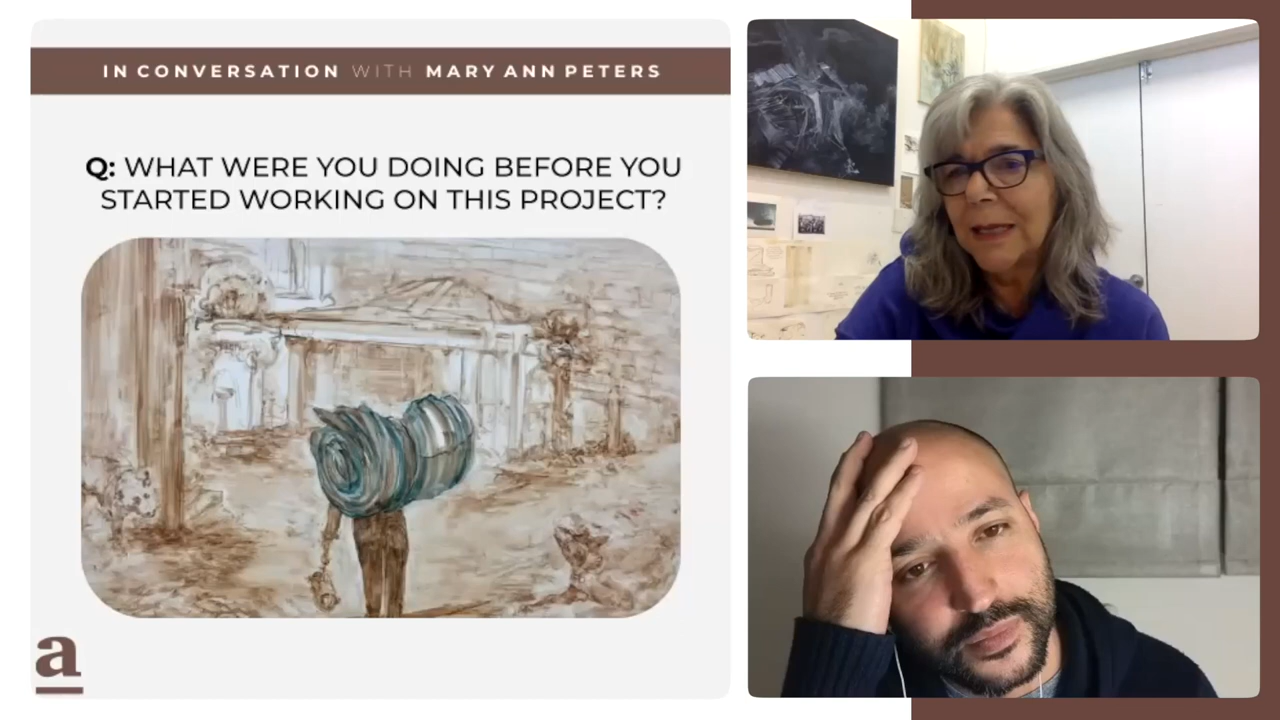 IN CONVERSATION WITH MARY ANN PETERS
Q: WHAT WERE YOU DOING BEFORE YOU
STARTED WORKING ON THIS PROJECT?
a